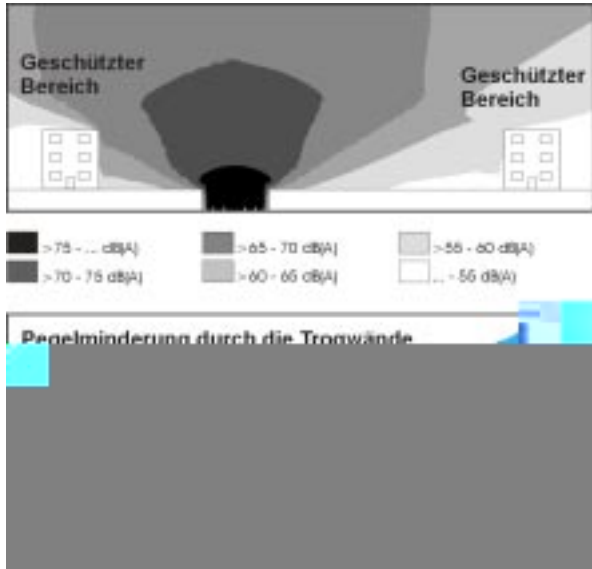 Geschützter
Bereich
Geschützter
Bereich
>75 - ... dB(A)
>65 - 70 dB(A)
>55 - 60 dB(A)
>70 - 75 dB(A)
>60 - 65 dB(A)
... - 55 dB(A)
Pegelminderung durch die Trogwände